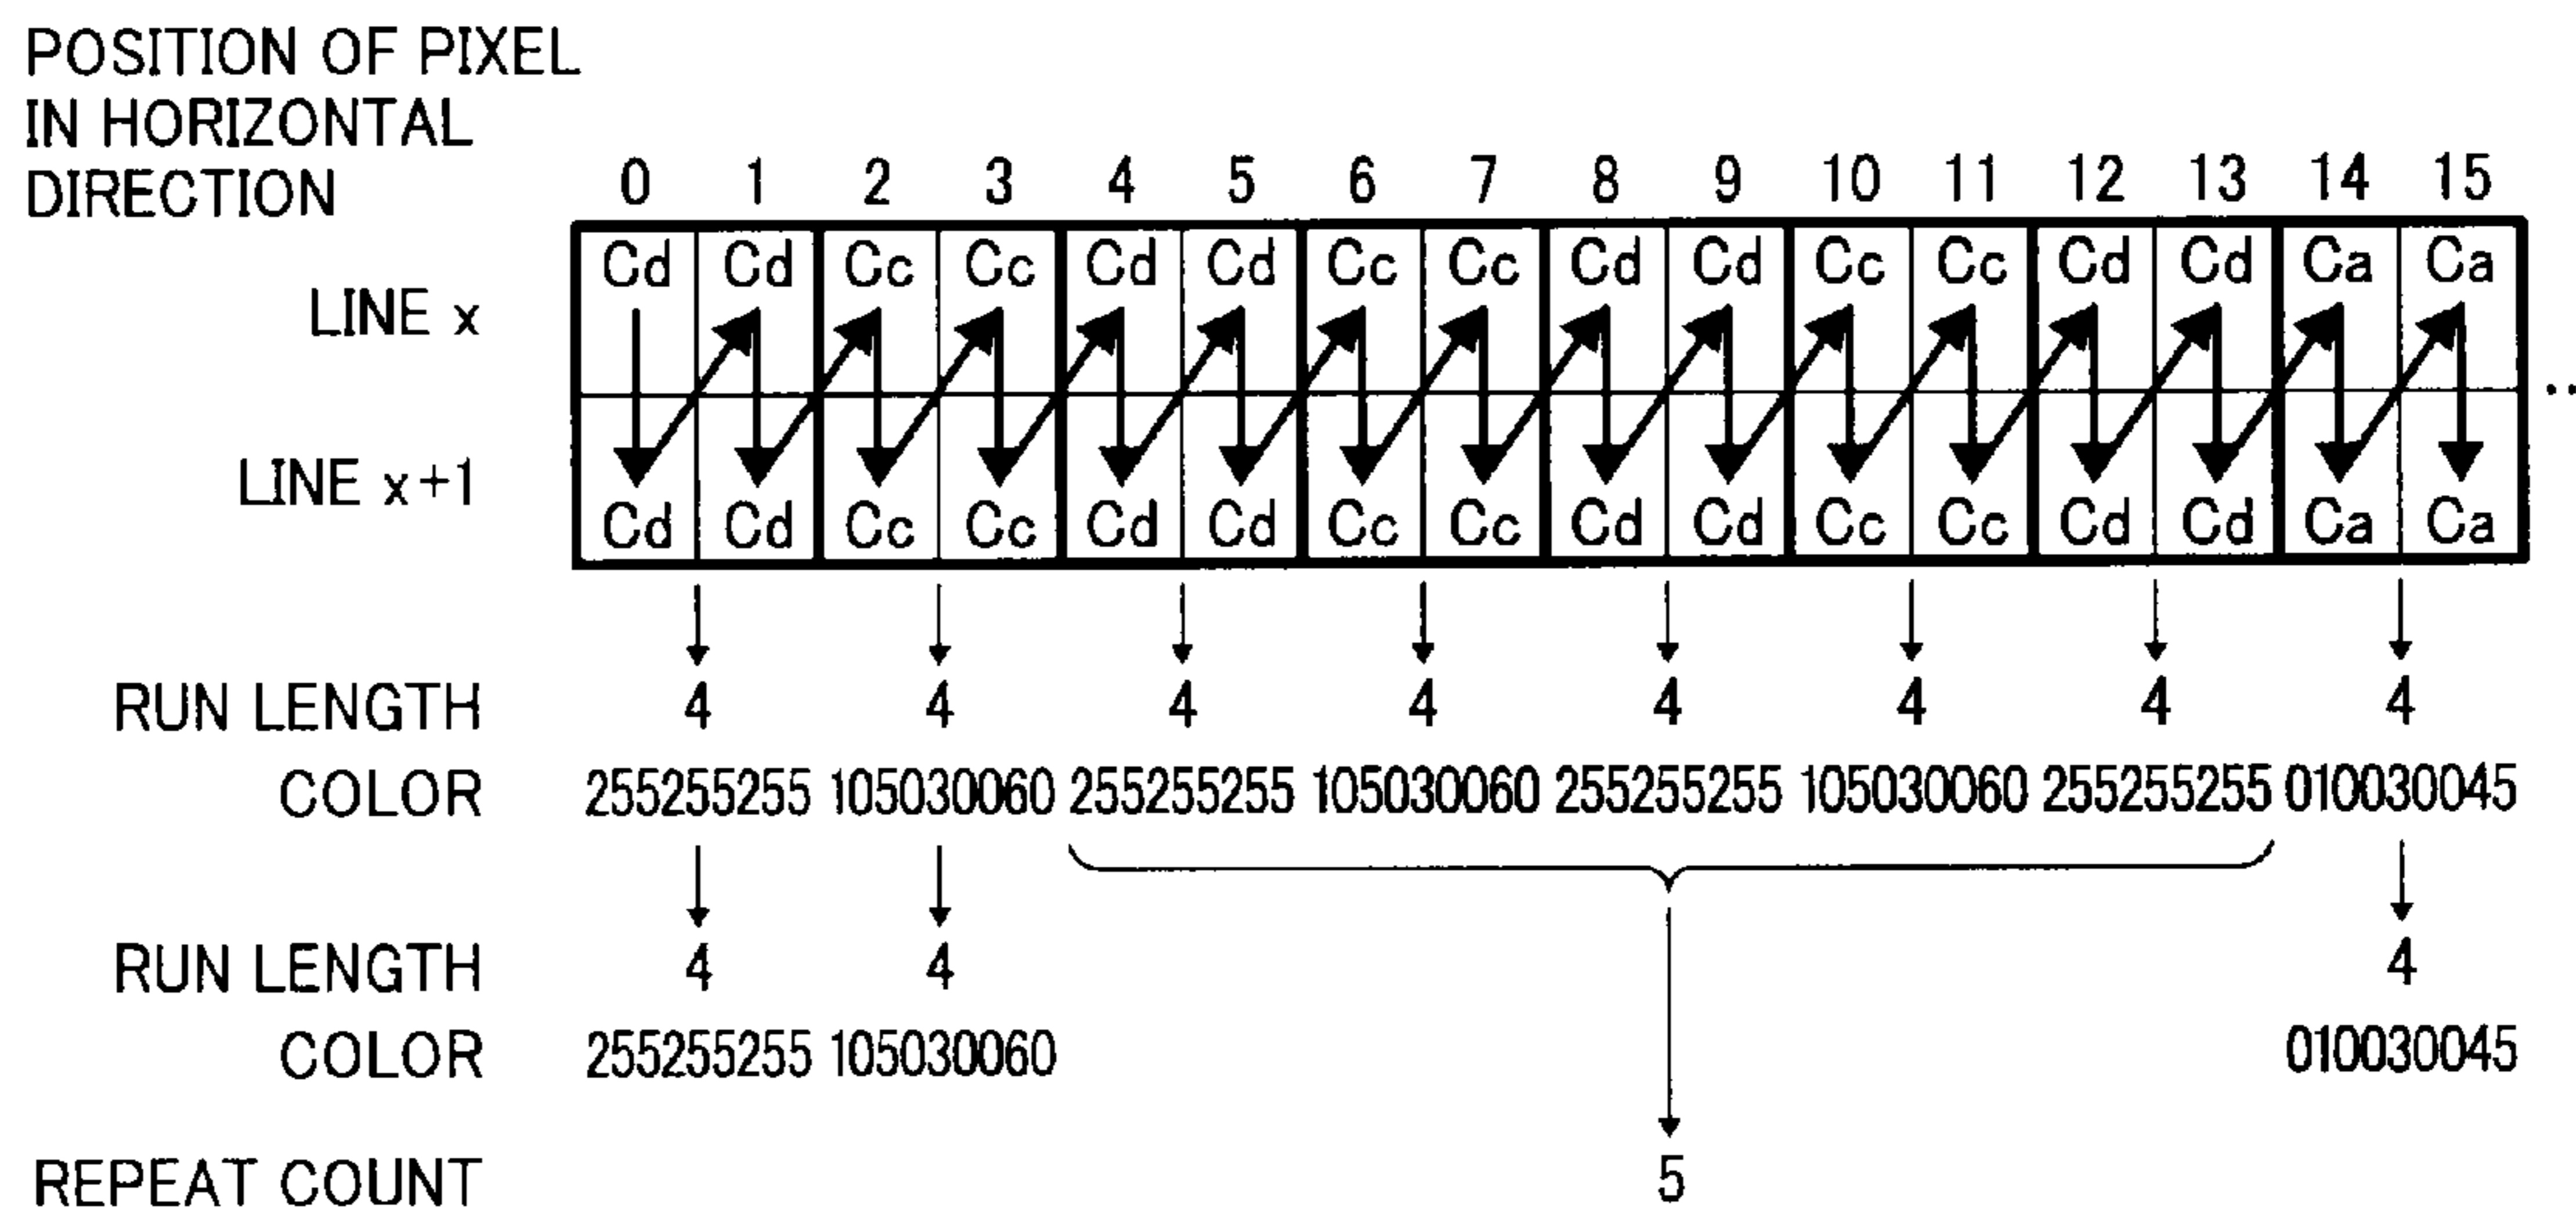 POSITION OF PIXEL
IN HORIZONTAL
DIRECTION 0 1 2 3 4 5 6 7 8 9 10 11 12 13 14 15
Cd Cd Cc Cc Cd Cd Cc Cc Cd Cd Cc Cc Cd Cd Ca Ca
LINE x
LINE x+1
Cd Cd Cc Cc Cd Cd Cc Cc Cd Cd Cc Cc Cd Cd Ca Ca
RUN LENGTH 4 4 4 4 4 4 4 4
COLOR 255255255 105030060 255255255 105030060 255255255 105030060 255255255 010030045
RUN LENGTH 4 4 4
COLOR 255255255 105030060 010030045
REPEAT COUNT 5